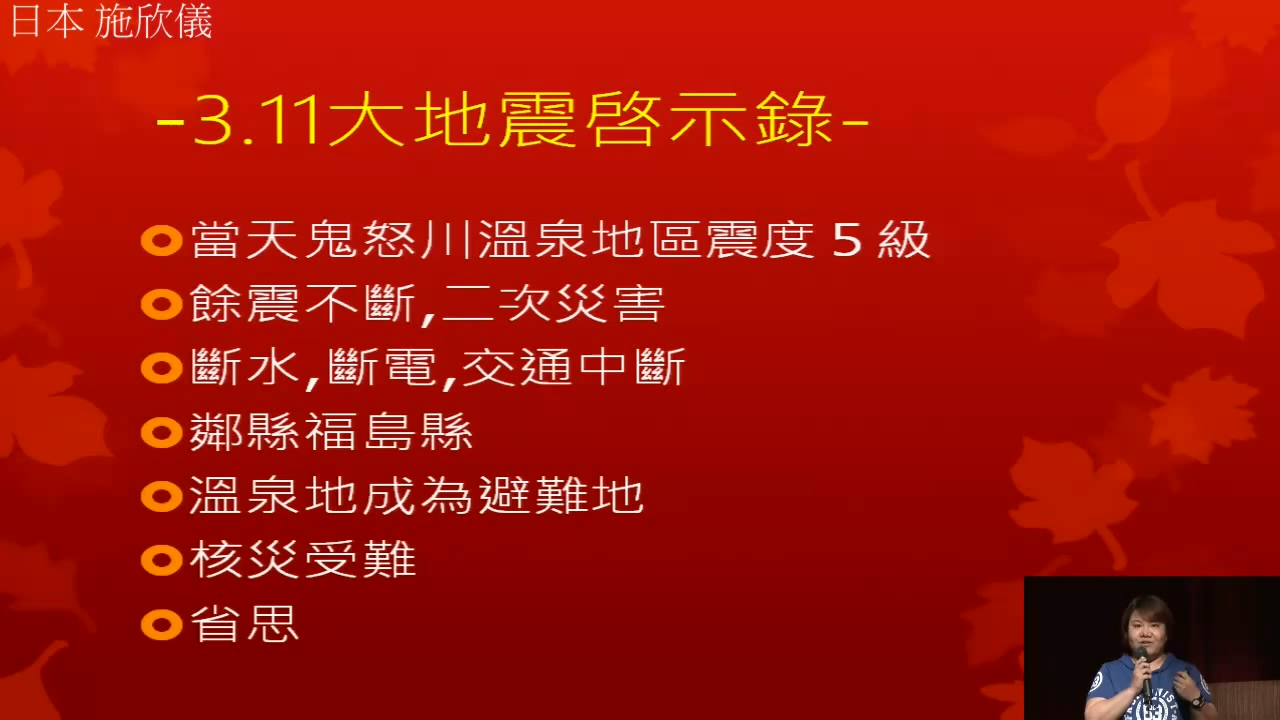 日本 施欣儀
-3.11大地震啓示錄-
當天鬼怒川溫泉地區震度 5 級
餘震不斷,二次災害
斷水,斷電,交通中斷
鄰縣福島縣
溫泉地成為避難地
核災受難
省思